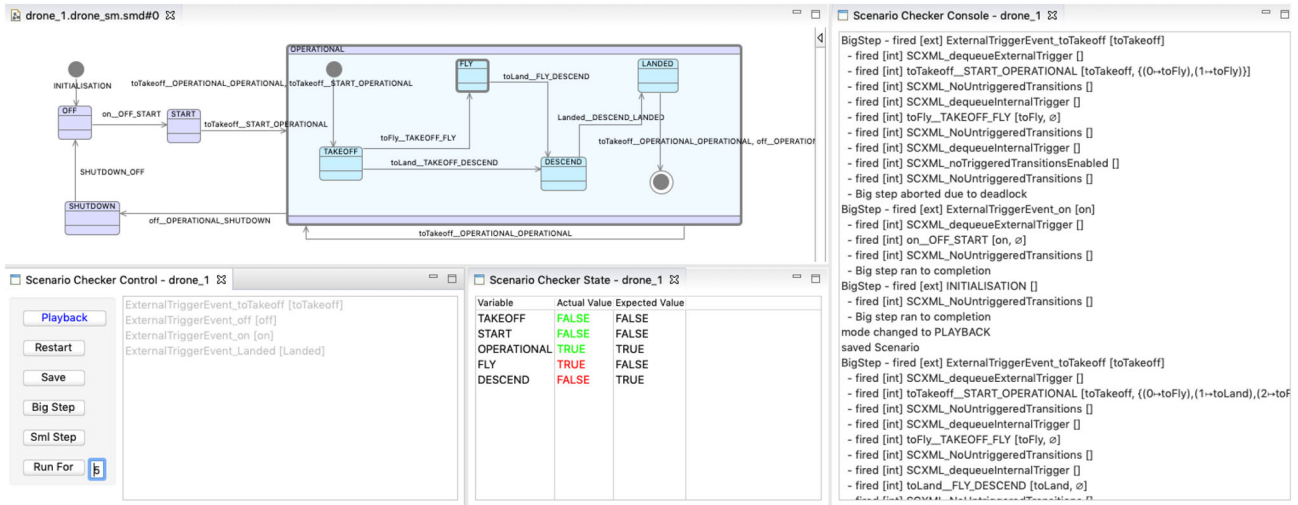 drone_1.drone_sm.smd#0
INITIALISATION
OFF
on__OFF_START
START
toTakeoff__OPERATIONAL_OPERATIONAL, toTakeoff__START_OPERATIONAL
toTakeoff__START_OPERATIONAL
OPERATIONAL
FLY
toLand__FLY_DESCEND
LANDED
Landed__DESCEND_LANDED
toFly__TAKEOFF_FLY
toTakeoff__OPERATIONAL_OPERATIONAL, off__OPERATION
TAKEOFF
toLand__TAKEOFF_DESCEND
DESCEND
SHUTDOWN_OFF
SHUTDOWN
off__OPERATIONAL_SHUTDOWN
toTakeoff__OPERATIONAL_OPERATIONAL
Scenario Checker Control - drone_1
Playback
Restart
Save
Big Step
Sml Step
Run For 5
ExternalTriggerEvent_toTakeoff [toTakeoff]
ExternalTriggerEvent_off [off]
ExternalTriggerEvent_on [on]
ExternalTriggerEvent_Landed [Landed]
Scenario Checker State - drone_1
Variable Actual Value Expected Value
TAKEOFF FALSE FALSE
START FALSE FALSE
OPERATIONAL TRUE TRUE
FLY TRUE FALSE
DESCEND FALSE TRUE
Scenario Checker Console - drone_1
BigStep - fired [ext] ExternalTriggerEvent_toTakeoff [toTakeoff]
- fired [int] SCXML_dequeueExternalTrigger []
- fired [int] toTakeoff__START_OPERATIONAL [toTakeoff, {(0↦toFly),(1↦toFly)}]
- fired [int] SCXML_NoUntriggeredTransitions []
- fired [int] SCXML_dequeueInternalTrigger []
- fired [int] toFly__TAKEOFF_FLY [toFly, ∅]
- fired [int] SCXML_NoUntriggeredTransitions []
- fired [int] SCXML_dequeueInternalTrigger []
- fired [int] SCXML_noTriggeredTransitionsEnabled []
- fired [int] SCXML_NoUntriggeredTransitions []
- Big step aborted due to deadlock
BigStep - fired [ext] ExternalTriggerEvent_on [on]
- fired [int] SCXML_dequeueExternalTrigger []
- fired [int] on__OFF_START [on, ∅]
- fired [int] SCXML_NoUntriggeredTransitions []
- Big step ran to completion
BigStep - fired [ext] INITIALISATION []
- fired [int] SCXML_NoUntriggeredTransitions []
- Big step ran to completion
mode changed to PLAYBACK
saved Scenario
BigStep - fired [ext] ExternalTriggerEvent_toTakeoff [toTakeoff]
- fired [int] SCXML_dequeueExternalTrigger []
- fired [int] toTakeoff__START_OPERATIONAL [toTakeoff, {(0↦toFly),(1↦toLand),(2↦toF
- fired [int] SCXML_NoUntriggeredTransitions []
- fired [int] SCXML_dequeueInternalTrigger []
- fired [int] toFly__TAKEOFF_FLY [toFly, ∅]
- fired [int] SCXML_NoUntriggeredTransitions []
- fired [int] SCXML_dequeueInternalTrigger []
- fired [int] toLand__FLY_DESCEND [toLand, ∅]
- fired [int] SCXML_NoUntriggeredTransitions []